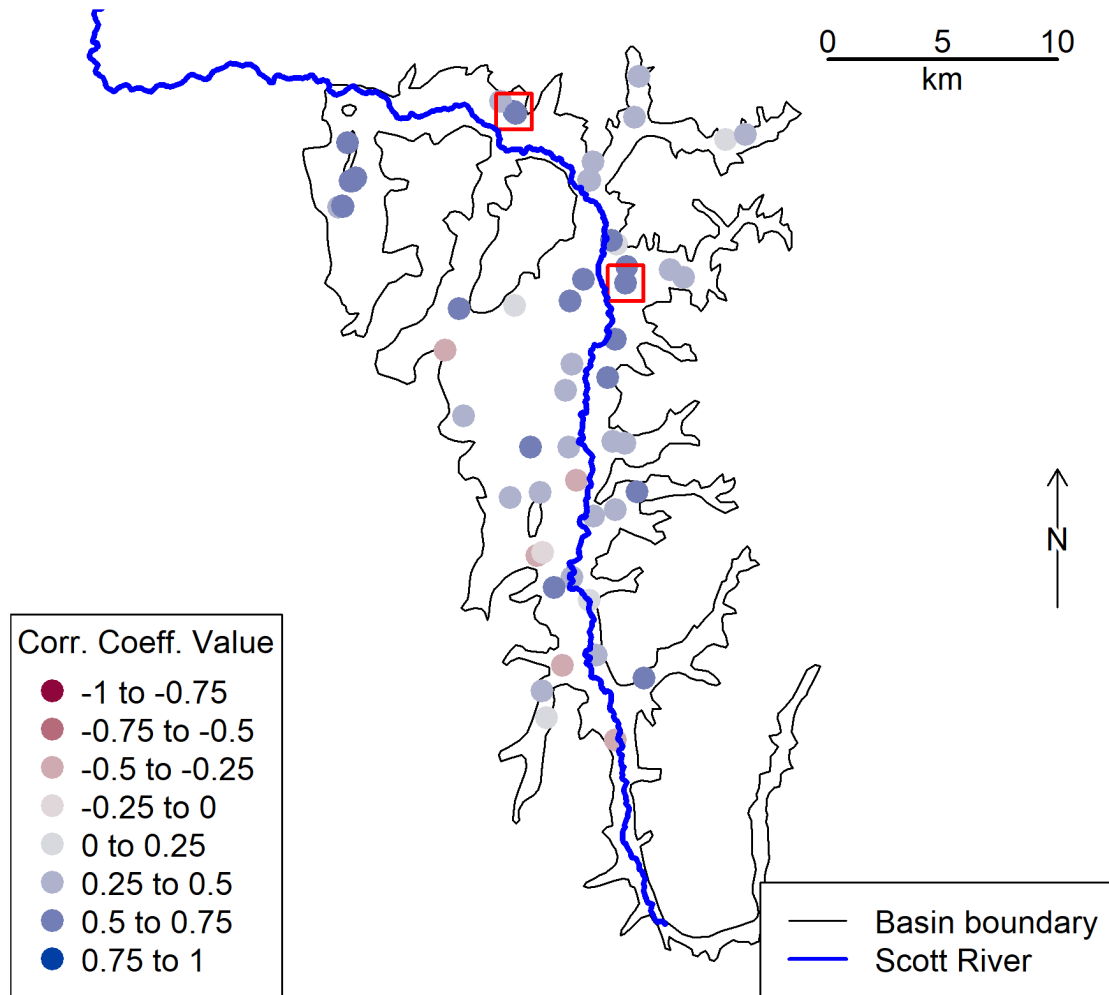 0 5 10
km
N
Corr. Coeff. Value
-1 to -0.75
-0.75 to -0.5
-0.5 to -0.25
-0.25 to 0
0 to 0.25
0.25 to 0.5
0.5 to 0.75
0.75 to 1
Basin boundary
Scott River